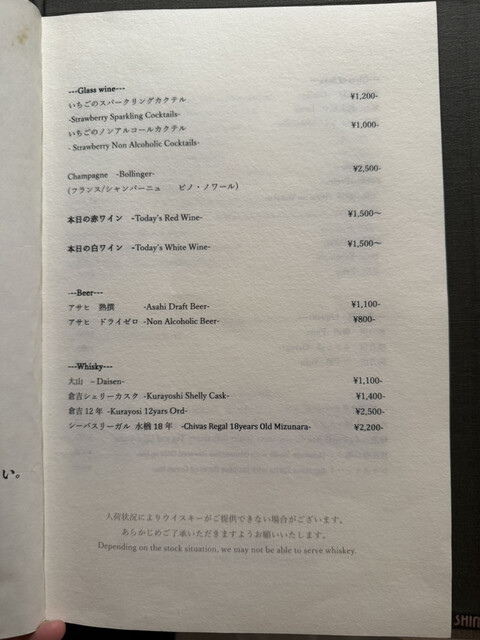 ---Glass wine---
いちごのスパークリングカクテル ¥1,200-
-Strawberry Sparkling Cocktails-
いちごのノンアルコールカクテル ¥1,000-
- Strawberry Non Alcoholic Cocktails-
Champagne -Bollinger- ¥2,500-
(フランス/シャンパーニュ ピノ・ノワール)
本日の赤ワイン -Today's Red Wine- ¥1,500～
本日の白ワイン -Today's White Wine- ¥1,500～
---Beer---
アサヒ 熟撰 -Asahi Draft Beer- ¥1,100-
アサヒ ドライゼロ -Non Alcoholic Beer- ¥800-
---Whisky---
大山 – Daisen- ¥1,100-
倉吉シェリーカスク -Kurayoshi Shelly Cask- ¥1,400-
倉吉 12 年 -Kurayosi 12yars Ord- ¥2,500-
シーバスリーガル 水楢 18 年 -Chivas Regal 18years Old Mizunara- ¥2,200-
い。
入荷状況によりウイスキーがご提供できない場合がございます。
あらかじめご了承いただきますようお願いいたします。
Depending on the stock situation, we may not be able to serve whiskey.
SHIN